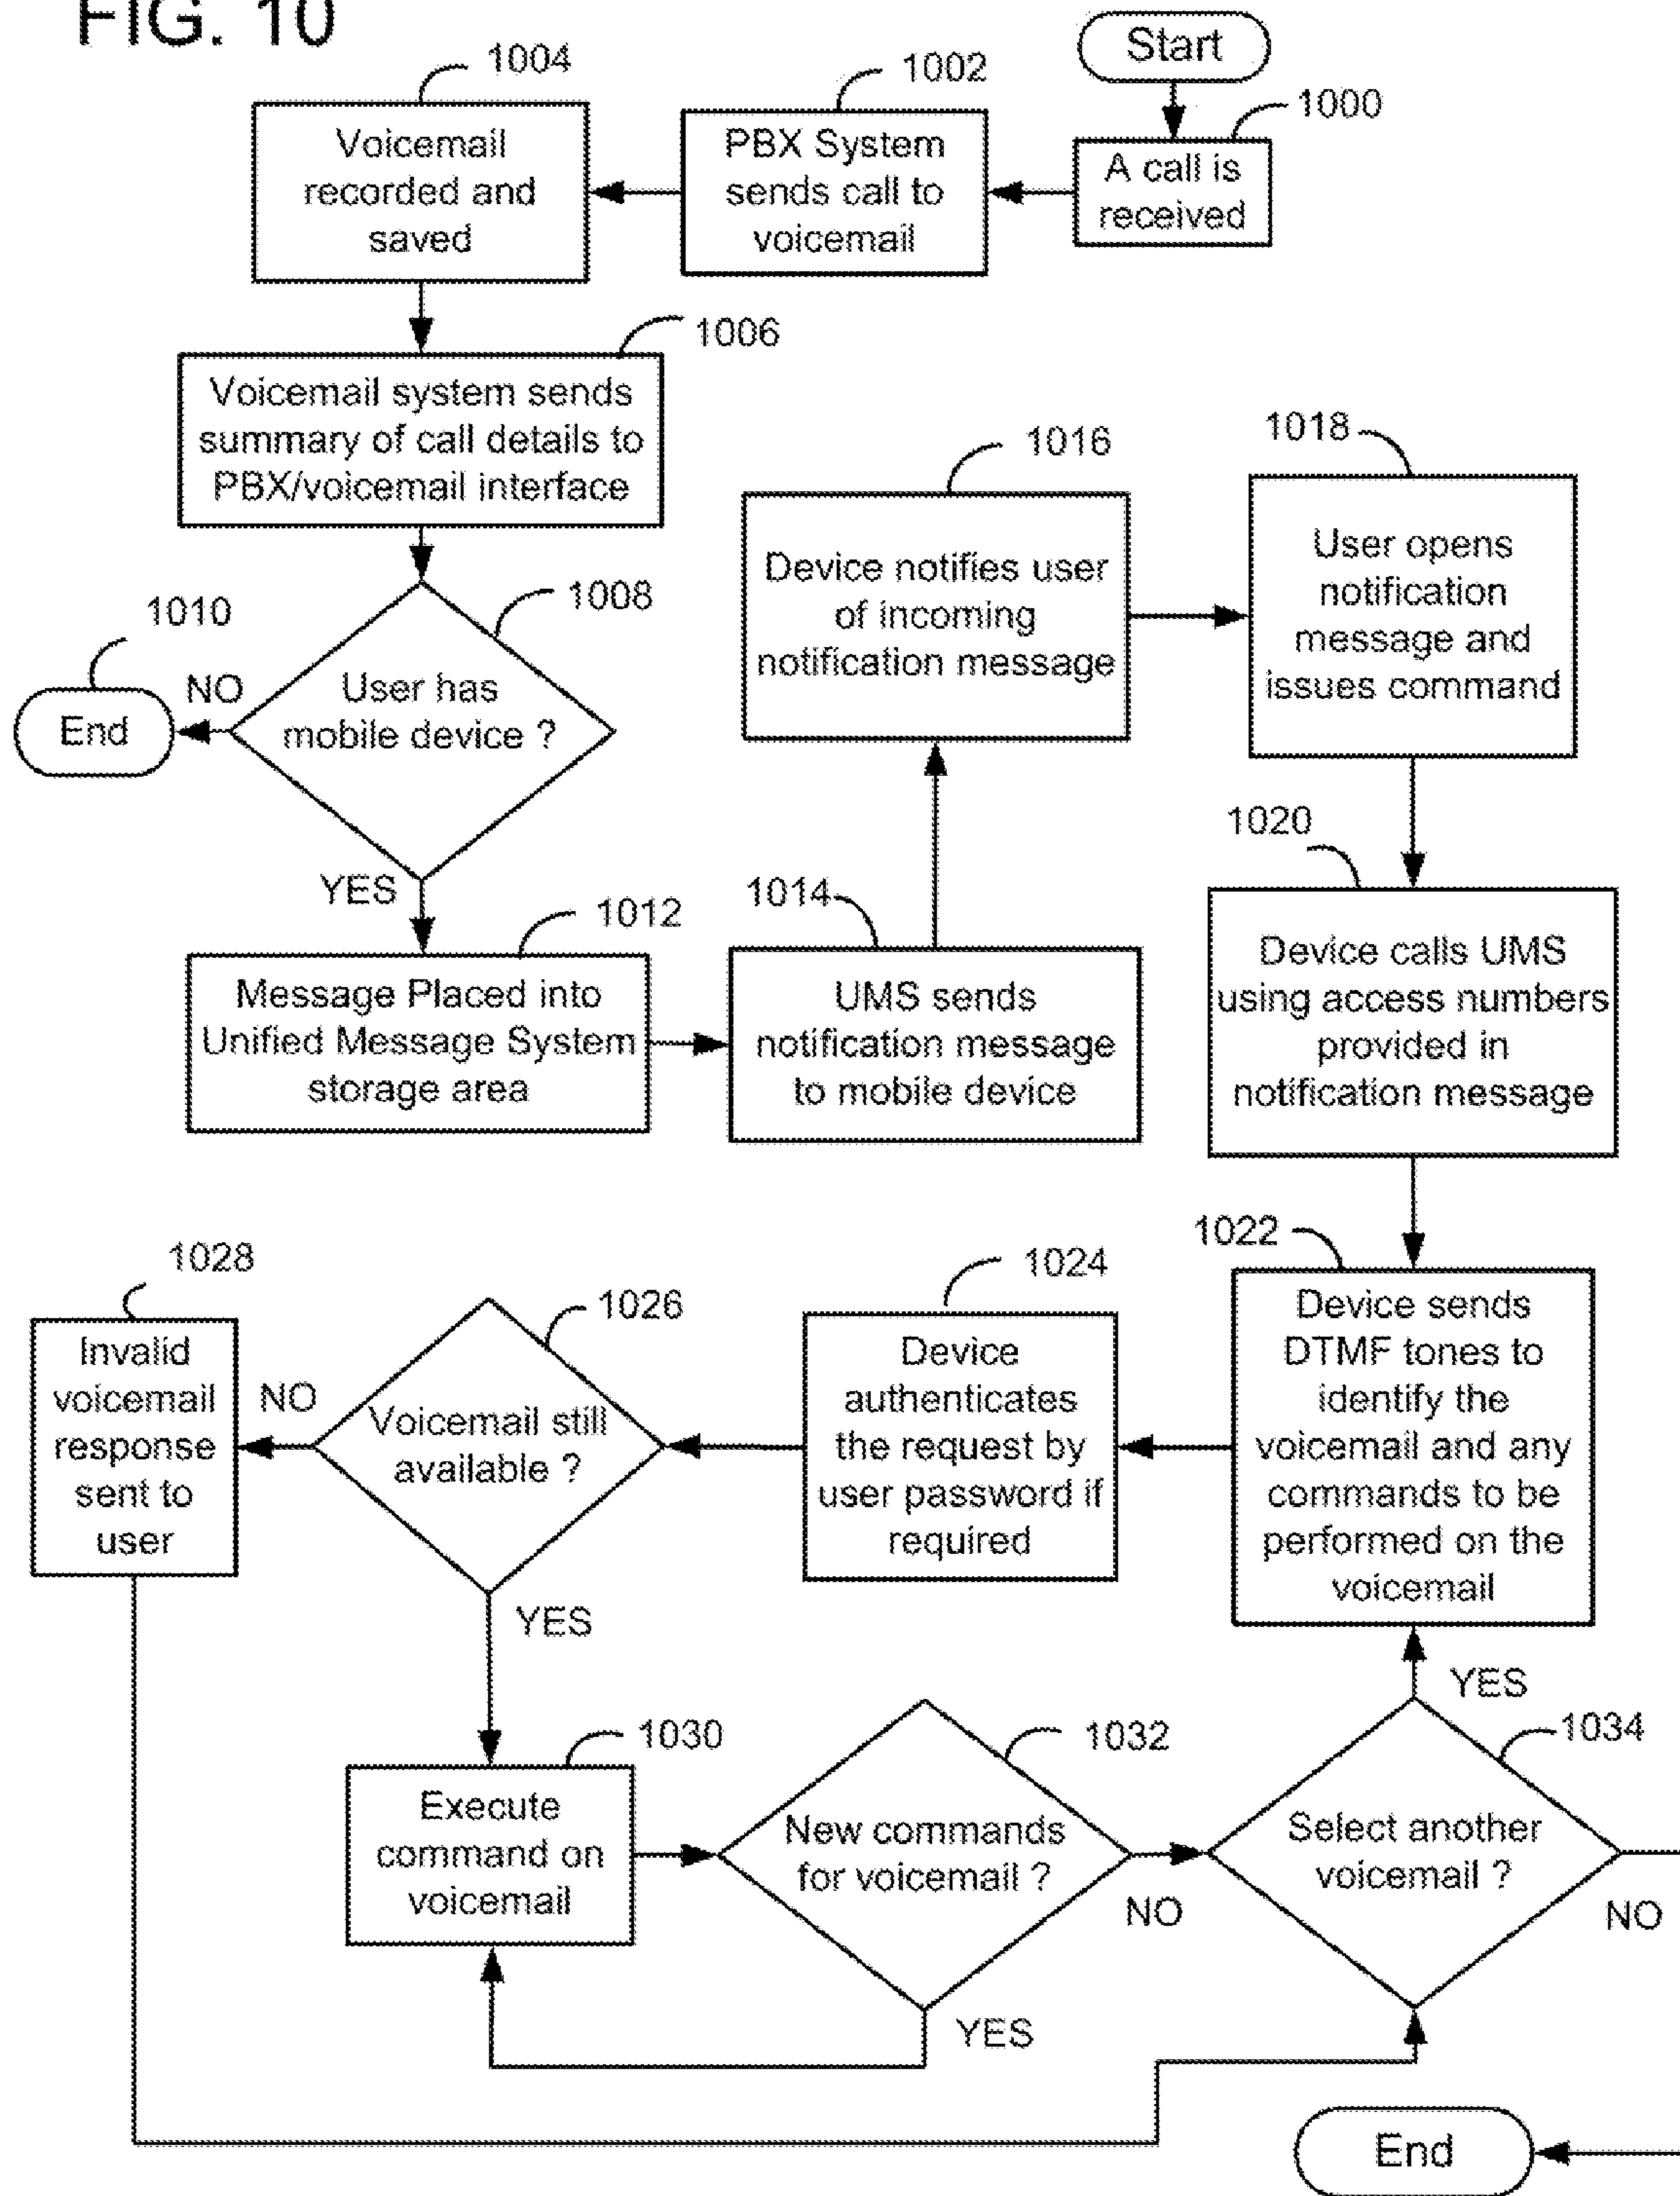 FIG. 10
Start
1000
A call is
received
1002
PBX System
sends call to
voicemail
1004
Voicemail
recorded and
saved
1006
Voicemail system sends
summary of call details to
PBX/voicemail interface
1008
User has
mobile device ?
NO
1010
End
YES
1012
Message Placed into
Unified Message System
storage area
1014
UMS sends
notification message
to mobile device
1016
Device notifies user
of incoming
notification message
1018
User opens
notification
message and
issues command
1020
Device calls UMS
using access numbers
provided in
notification message
1022
Device sends
DTMF tones to
identify the
voicemail and any
commands to be
performed on the
voicemail
1024
Device
authenticates
the request by
user password if
required
1026
Voicemail still
available ?
NO
1028
Invalid
voicemail
response
sent to
user
YES
1030
Execute
command on
voicemail
1032
New commands
for voicemail ?
YES
NO
1034
Select another
voicemail ?
YES
NO
End